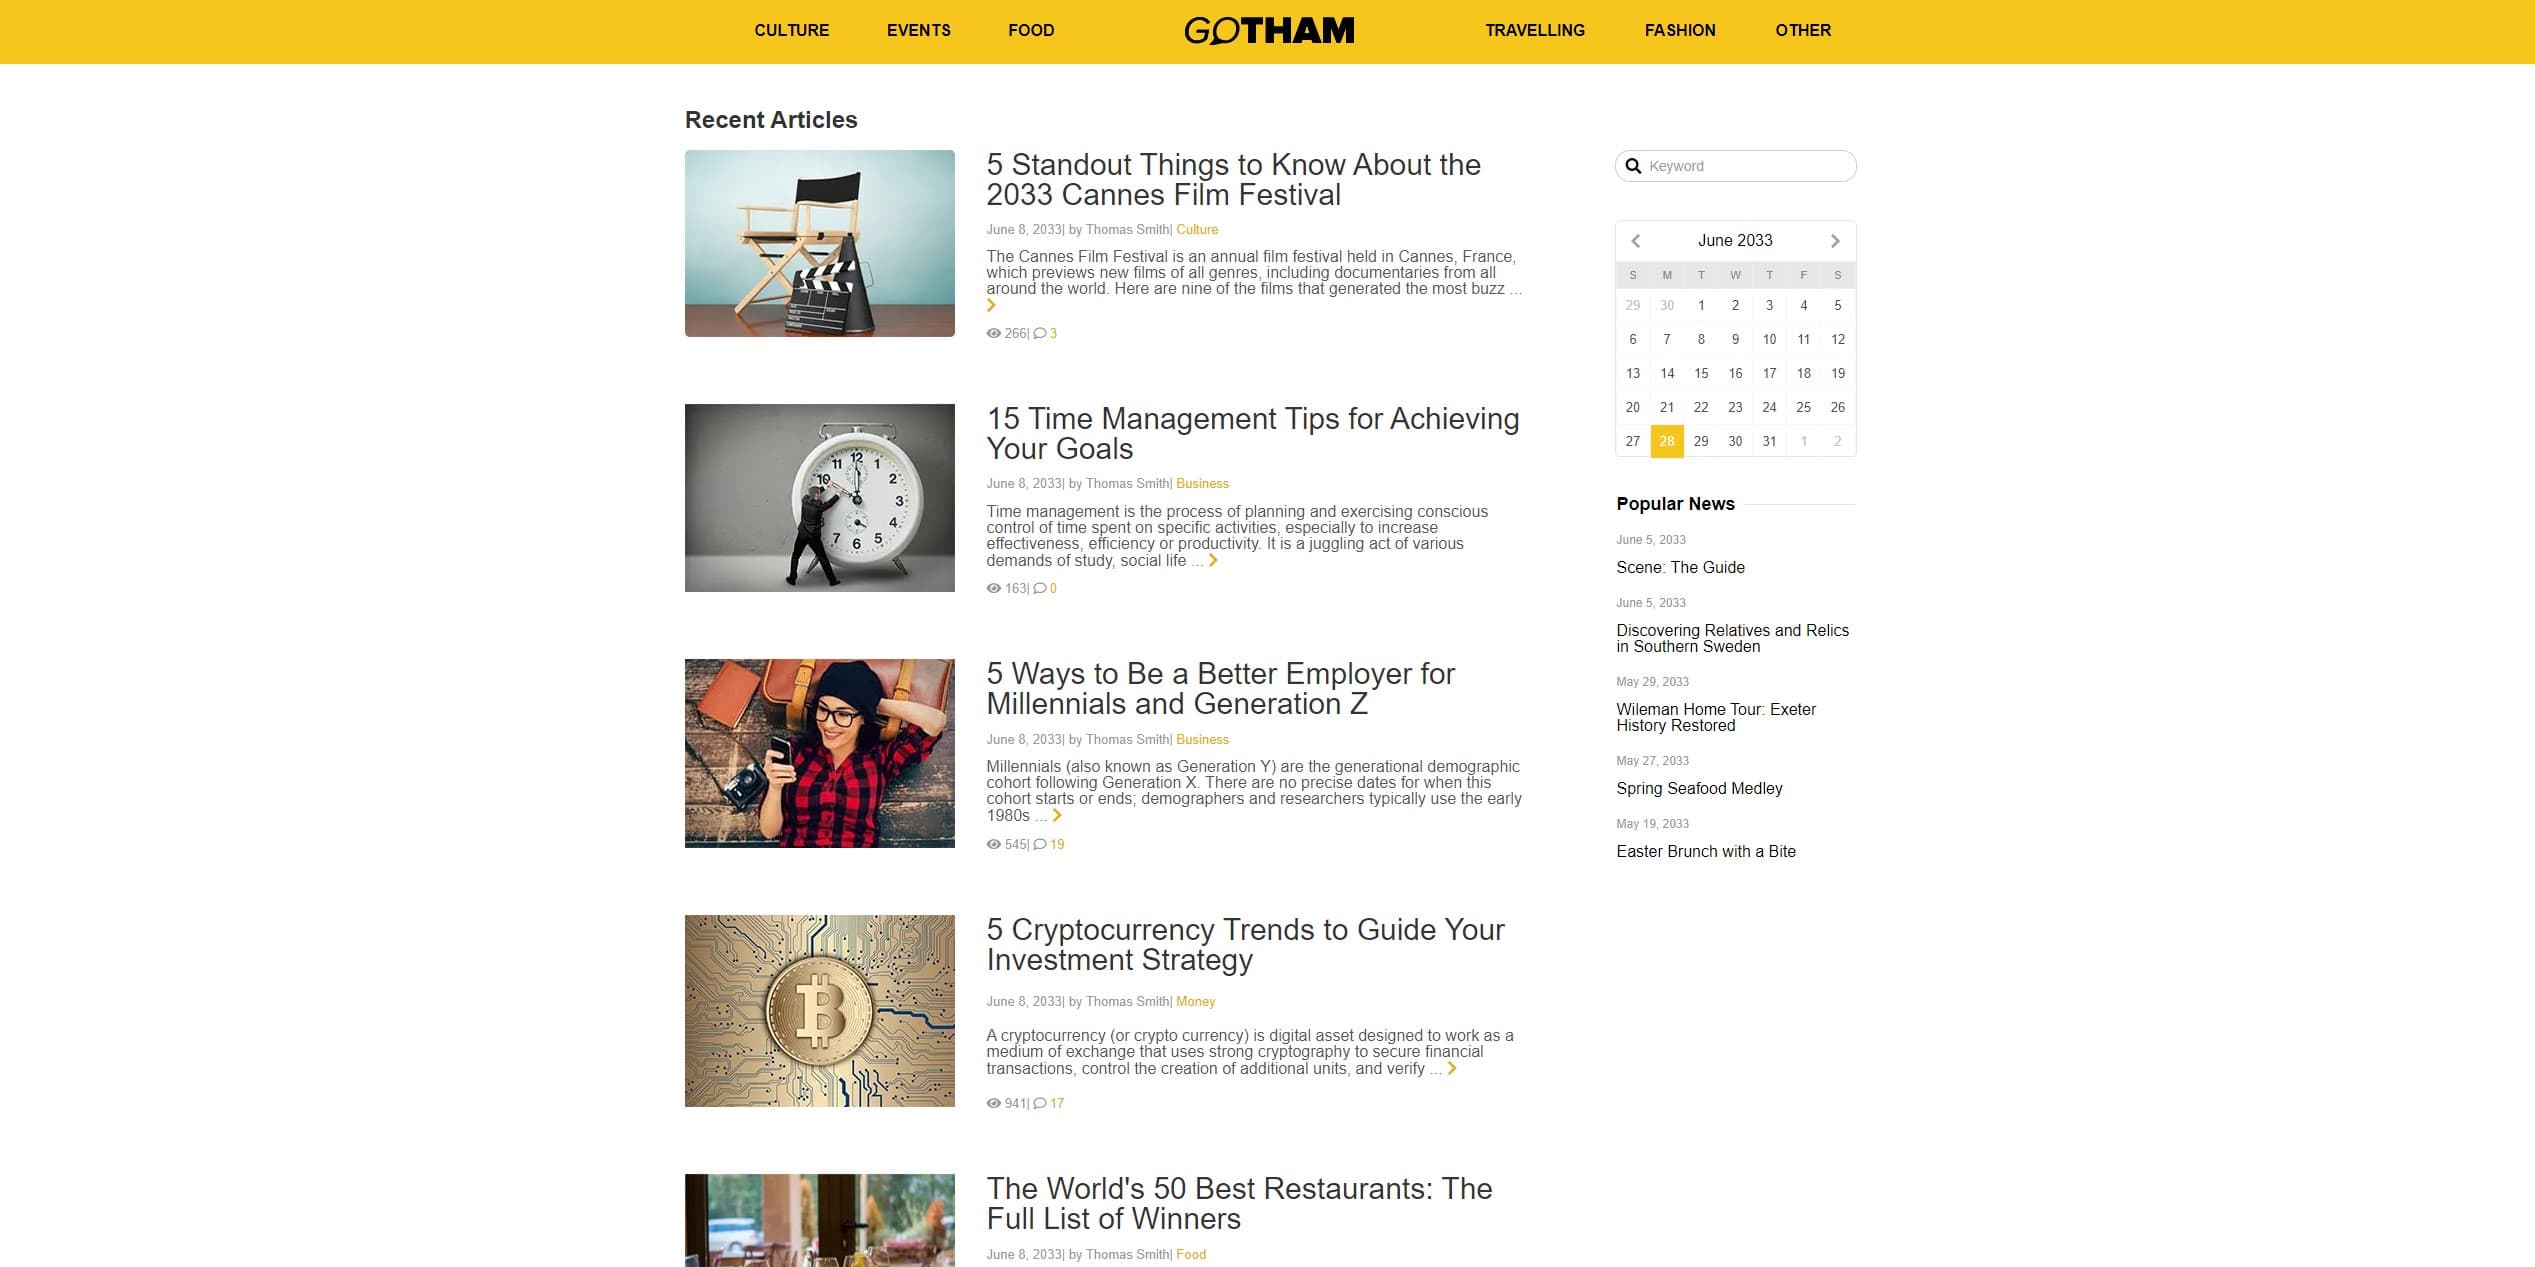 CULTURE EVENTS FOOD GOTHAM TRAVELLING FASHION OTHER
Recent Articles
5 Standout Things to Know About the
2033 Cannes Film Festival
June 8, 2033| by Thomas Smith| Culture
The Cannes Film Festival is an annual film festival held in Cannes, France,
which previews new films of all genres, including documentaries from all
around the world. Here are nine of the films that generated the most buzz ...
266| 3
15 Time Management Tips for Achieving
Your Goals
June 8, 2033| by Thomas Smith| Business
Time management is the process of planning and exercising conscious
control of time spent on specific activities, especially to increase
effectiveness, efficiency or productivity. It is a juggling act of various
demands of study, social life ...
163| 0
11 12 1
10 2
3
4
7 6 5
5 Ways to Be a Better Employer for
Millennials and Generation Z
June 8, 2033| by Thomas Smith| Business
Millennials (also known as Generation Y) are the generational demographic
cohort following Generation X. There are no precise dates for when this
cohort starts or ends; demographers and researchers typically use the early
1980s ...
545| 19
5 Cryptocurrency Trends to Guide Your
Investment Strategy
June 8, 2033| by Thomas Smith| Money
A cryptocurrency (or crypto currency) is digital asset designed to work as a
medium of exchange that uses strong cryptography to secure financial
transactions, control the creation of additional units, and verify ...
941| 17
The World's 50 Best Restaurants: The
Full List of Winners
June 8, 2033| by Thomas Smith| Food
Keyword
June 2033
S M T W T F S
29 30 1 2 3 4 5
6 7 8 9 10 11 12
13 14 15 16 17 18 19
20 21 22 23 24 25 26
27 28 29 30 31 1 2
Popular News
June 5, 2033
Scene: The Guide
June 5, 2033
Discovering Relatives and Relics
in Southern Sweden
May 29, 2033
Wileman Home Tour: Exeter
History Restored
May 27, 2033
Spring Seafood Medley
May 19, 2033
Easter Brunch with a Bite